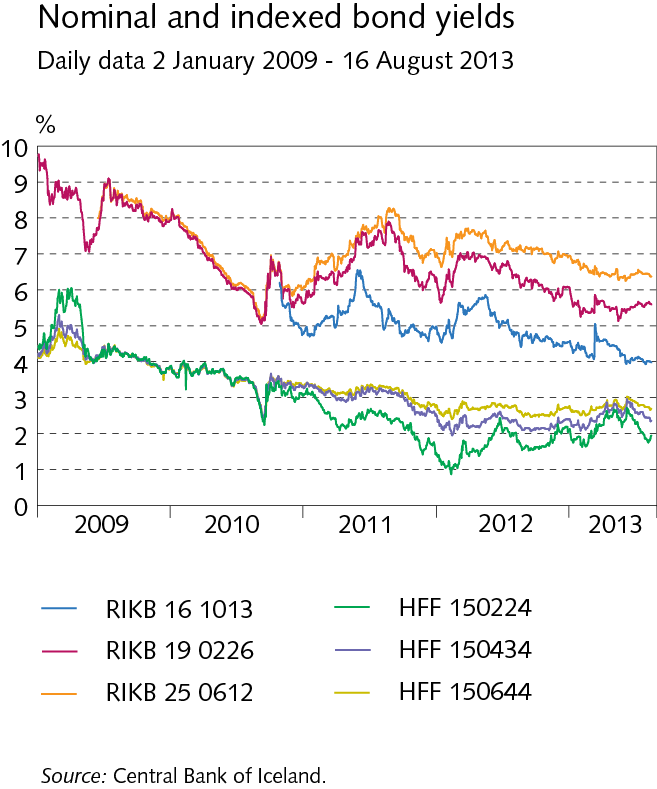 Nominal and indexed bond yields
Daily data 2 January 2009 - 16 August 2013
%
10
9
8
7
6
5
4
3
2
1
0
2009 2010 2011 2012 2013
RIKB 16 1013
RIKB 19 0226
RIKB 25 0612
HFF 150224
HFF 150434
HFF 150644
Source: Central Bank of Iceland.